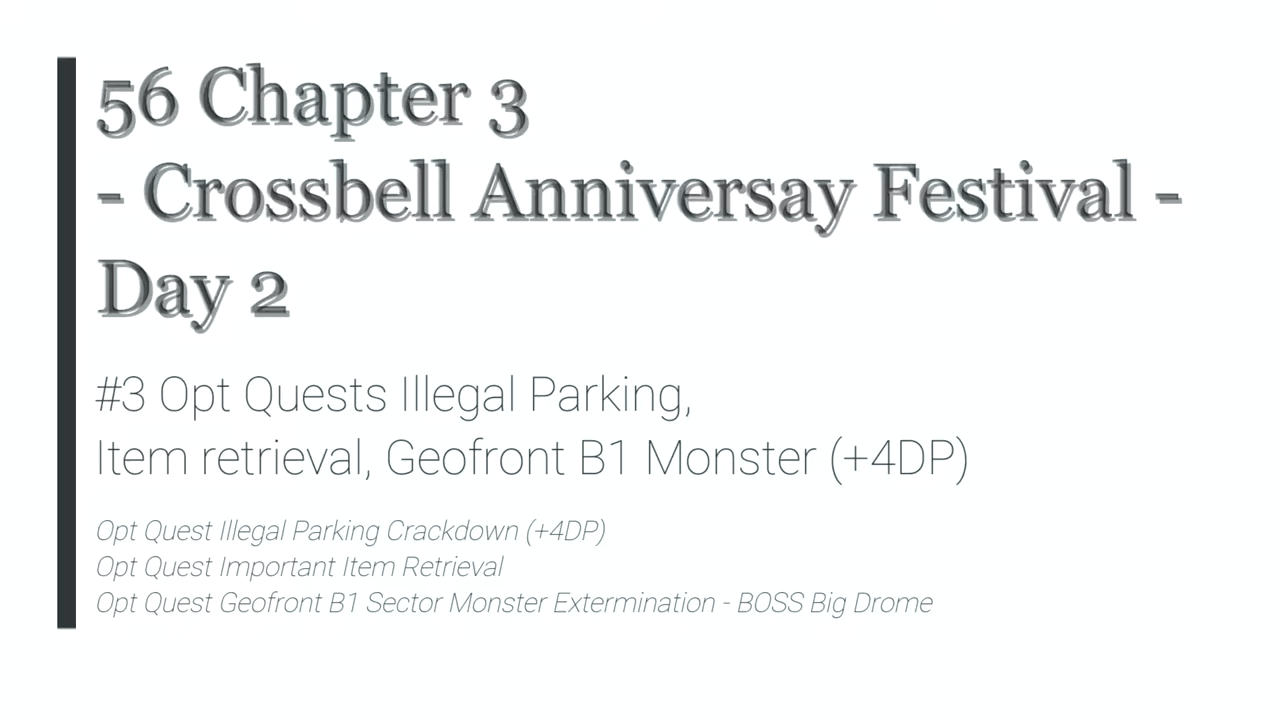 56 Chapter 3
- Crossbell Anniversay Festival -
Day 2
#3 Opt Quests Illegal Parking,
Item retrieval, Geofront B1 Monster (+4DP)
Opt Quest Illegal Parking Crackdown (+4DP)
Opt Quest Important Item Retrieval
Opt Quest Geofront B1 Sector Monster Extermination - BOSS Big Drome